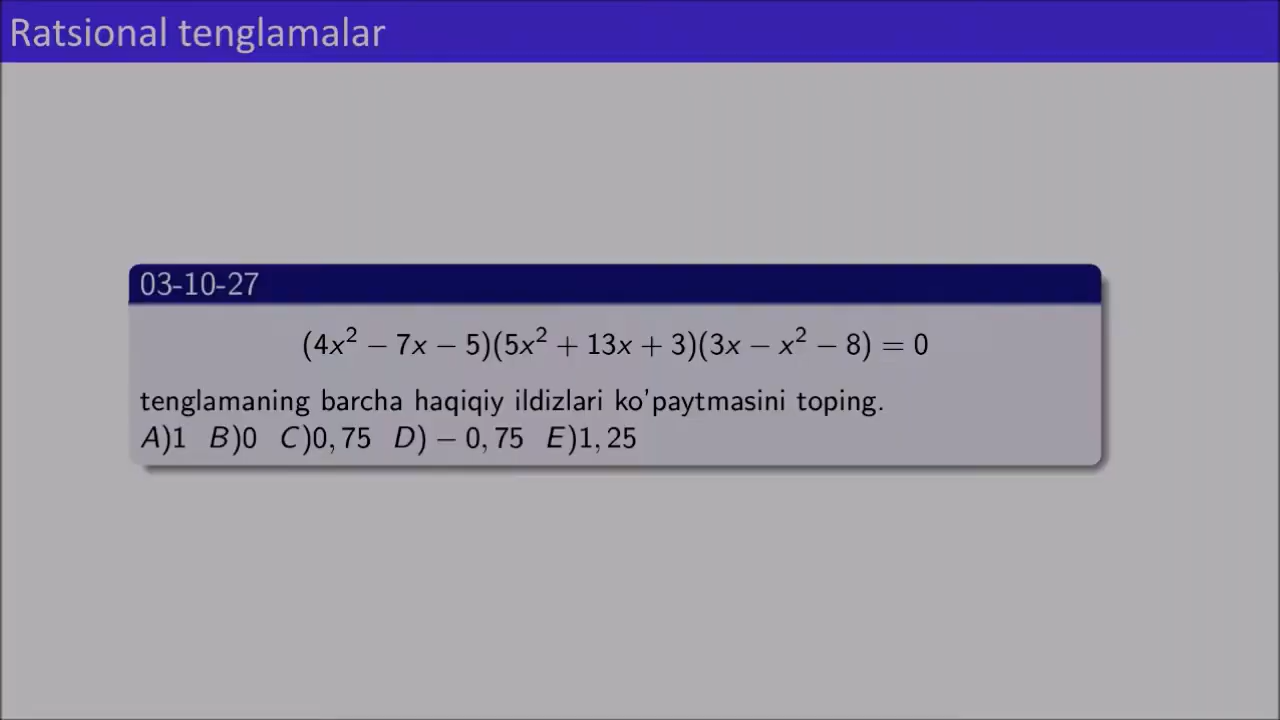 Ratsional tenglamalar
03-10-27
(4x² − 7x − 5)(5x² + 13x + 3)(3x − x² − 8) = 0
tenglamaning barcha haqiqiy ildizlari ko'paytmasini toping.
A)1 B)0 C)0, 75 D) − 0, 75 E)1, 25